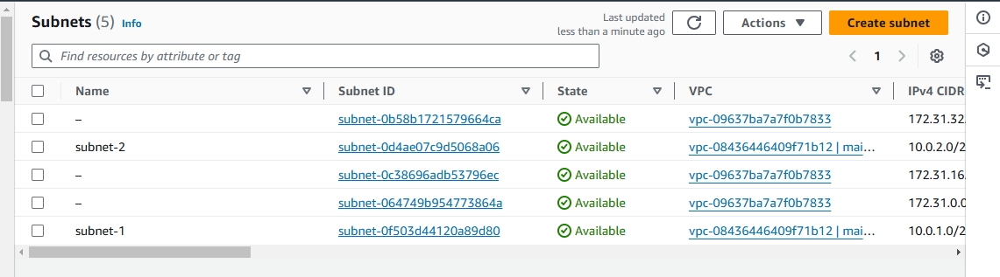 Subnets (5) Info
Last updated
less than a minute ago
Actions
Create subnet
Find resources by attribute or tag
1
Name Subnet ID State VPC IPv4 CIDR
– subnet-0b58b1721579664ca Available vpc-09637ba7a7f0b7833 172.31.32.
subnet-2 subnet-0d4ae07c9d5068a06 Available vpc-08436446409f71b12 | mai… 10.0.2.0/2
– subnet-0c38696adb53796ec Available vpc-09637ba7a7f0b7833 172.31.16.
– subnet-064749b954773864a Available vpc-09637ba7a7f0b7833 172.31.0.0
subnet-1 subnet-0f503d44120a89d80 Available vpc-08436446409f71b12 | mai… 10.0.1.0/2